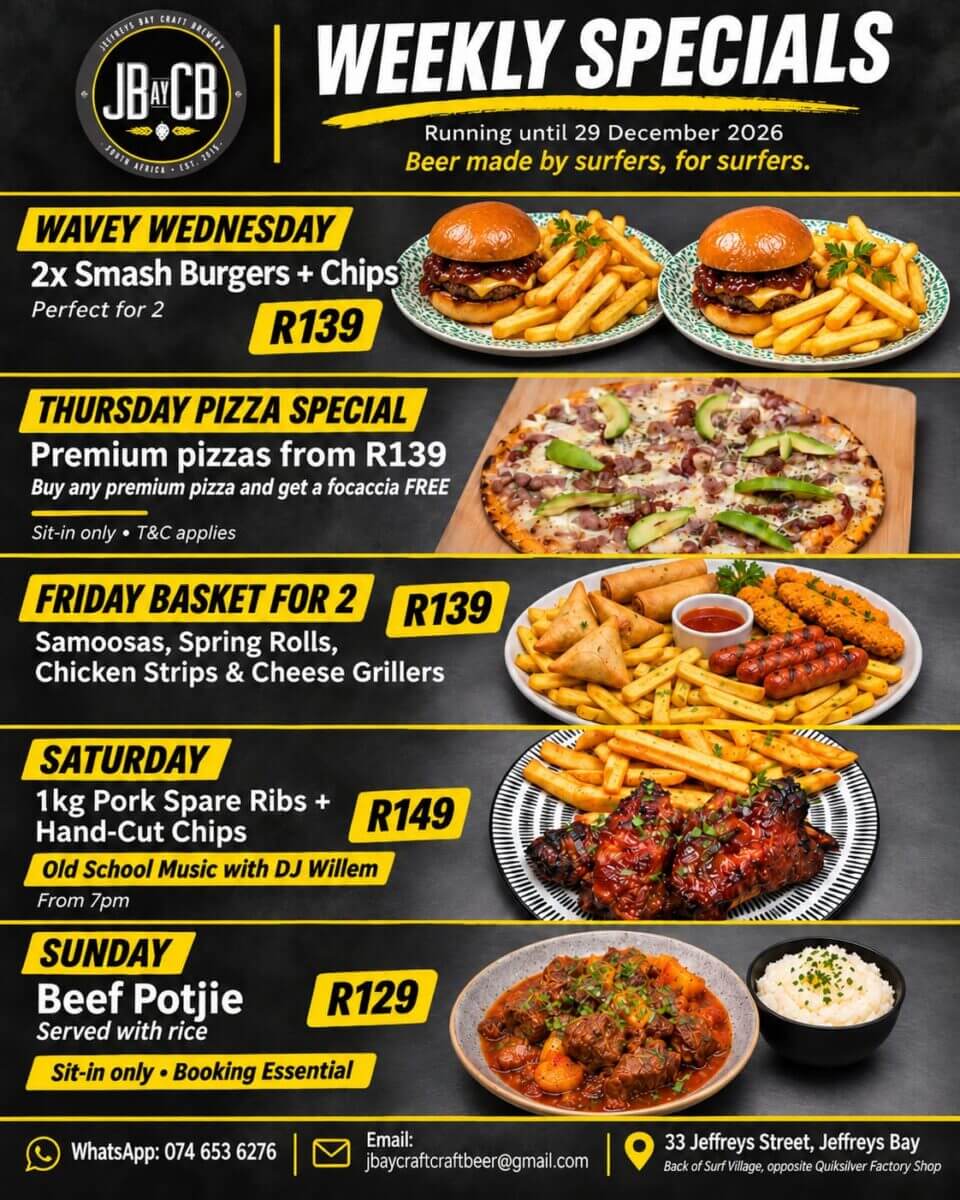 JEFFREYS BAY CRAFT BREWERY
JBAYCB
SOUTH AFRICA • EST. 2016
WEEKLY SPECIALS
Running until 29 December 2026
Beer made by surfers, for surfers.
WAVEY WEDNESDAY
2x Smash Burgers + Chips
Perfect for 2
R139
THURSDAY PIZZA SPECIAL
Premium pizzas from R139
Buy any premium pizza and get a focaccia FREE
Sit-in only • T&C applies
FRIDAY BASKET FOR 2
R139
Samoosas, Spring Rolls,
Chicken Strips & Cheese Grillers
SATURDAY
1kg Pork Spare Ribs +
Hand-Cut Chips
R149
Old School Music with DJ Willem
From 7pm
SUNDAY
Beef Potjie
Served with rice
R129
Sit-in only • Booking Essential
WhatsApp: 074 653 6276
Email:
jbaycraftcraftbeer@gmail.com
33 Jeffreys Street, Jeffreys Bay
Back of Surf Village, opposite Quiksilver Factory Shop